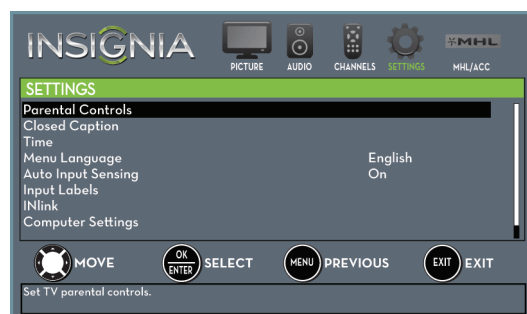 INSIGNIA
PICTURE AUDIO CHANNELS SETTINGS MHL MHL/ACC
SETTINGS
Parental Controls
Closed Caption
Time
Menu Language English
Auto Input Sensing On
Input Labels
INlink
Computer Settings
MOVE OK ENTER SELECT MENU PREVIOUS EXIT EXIT
Set TV parental controls.